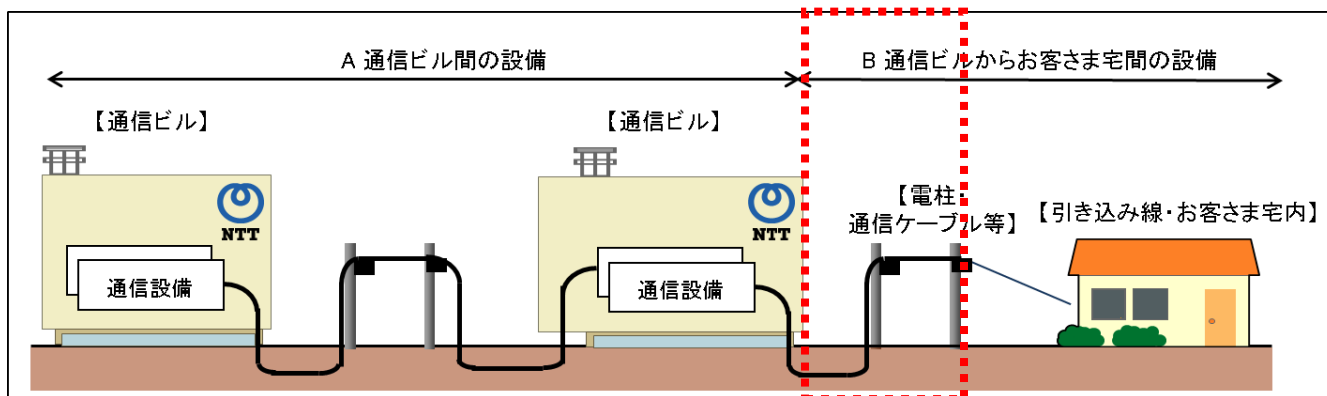 A 通信ビル間の設備
B 通信ビルからお客さま宅間の設備
【通信ビル】
【通信ビル】
【電柱・
通信ケーブル等】
【引き込み線・お客さま宅内】
NTT
NTT
通信設備
通信設備